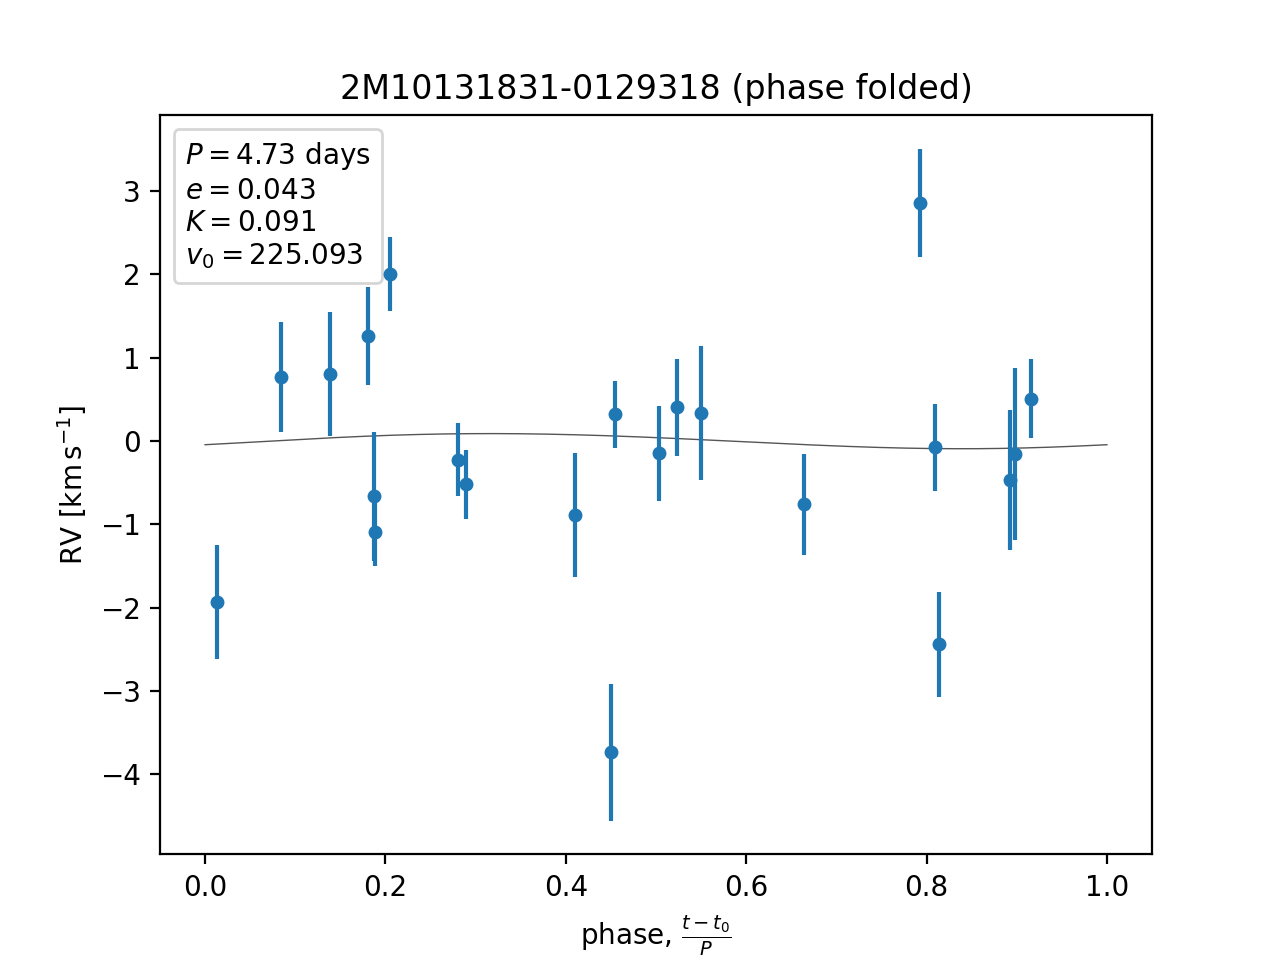 2M10131831-0129318 (phase folded)
P = 4.73 days
e = 0.043
K = 0.091
v₀ = 225.093
3
2
1
0
−1
−2
−3
−4
RV [km s⁻¹]
0.0 0.2 0.4 0.6 0.8 1.0
phase, (t − t₀)/P